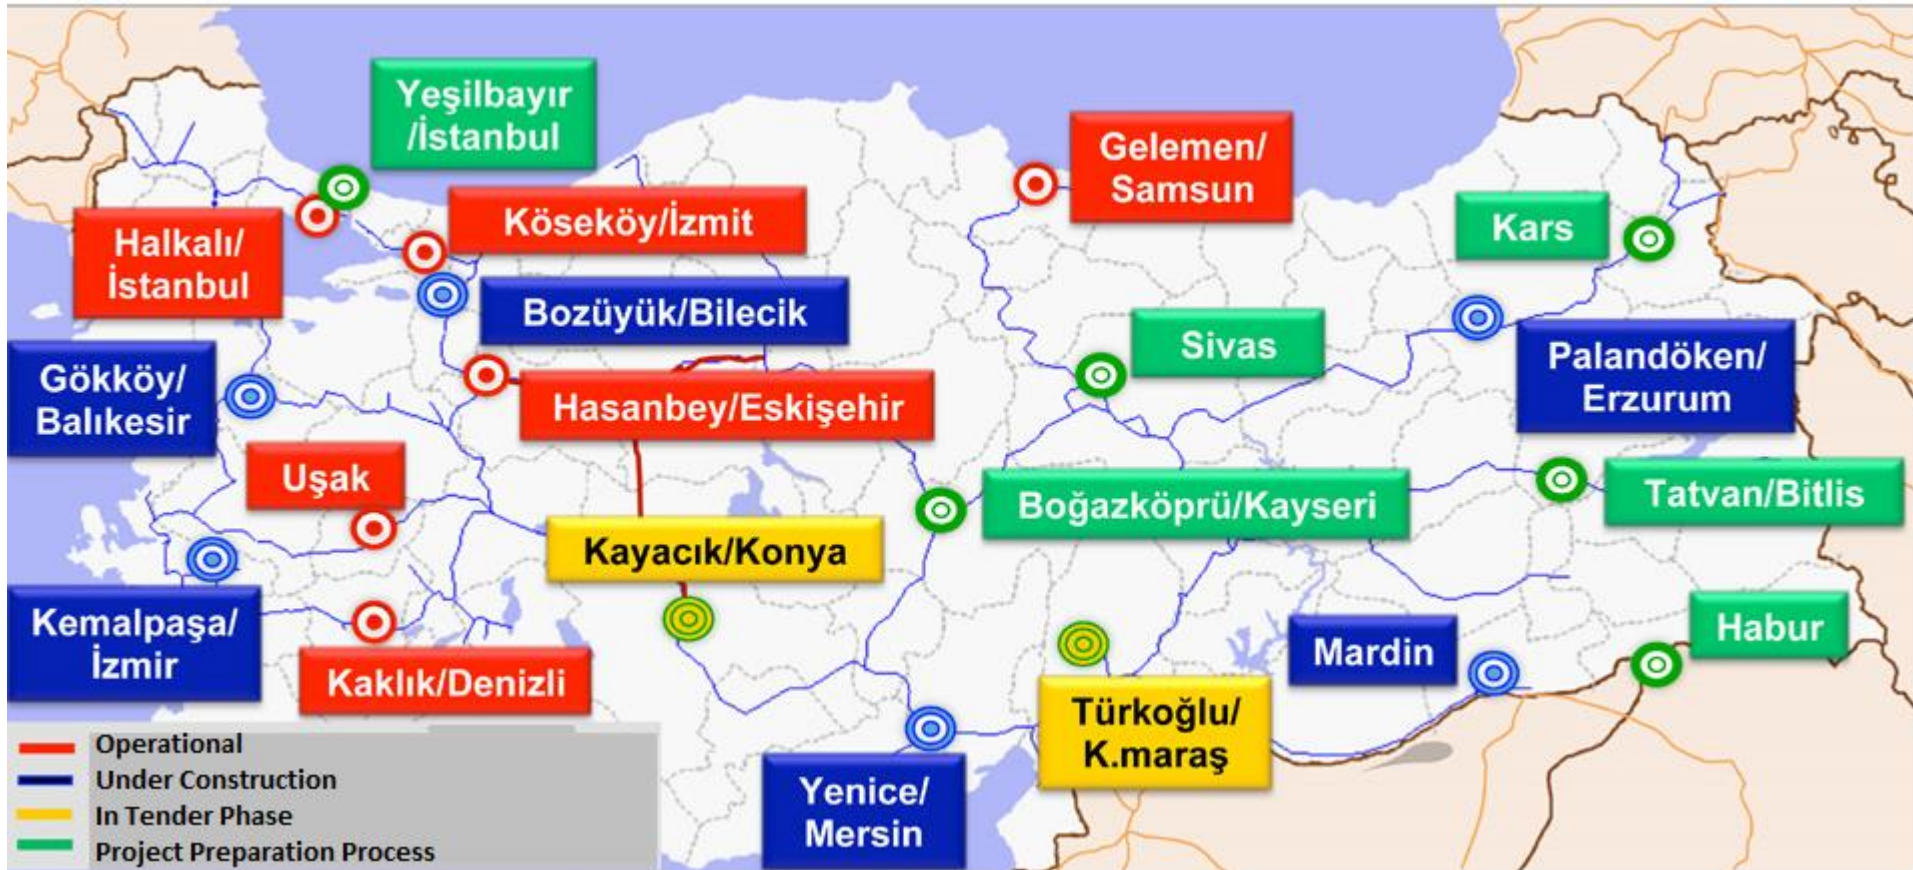 Yeşilbayır
/İstanbul
Gelemen/
Samsun
Köseköy/İzmit
Kars
Halkalı/
İstanbul
Bozüyük/Bilecik
Sivas
Palandöken/
Erzurum
Gökköy/
Balıkesir
Hasanbey/Eskişehir
Uşak
Boğazköprü/Kayseri
Tatvan/Bitlis
Kayacık/Konya
Kemalpaşa/
İzmir
Mardin
Habur
Kaklık/Denizli
Türkoğlu/
K.maraş
Yenice/
Mersin
Operational
Under Construction
In Tender Phase
Project Preparation Process